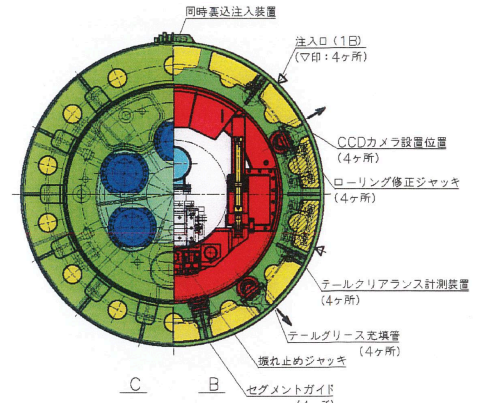 同時裏込注入装置
注入口(1B)
(▽印:4ヶ所)
CCDカメラ設置位置
(4ヶ所)
ローリング修正ジャッキ
(4ヶ所)
テールクリアランス計測装置
(4ヶ所)
テールグリース充填管
(4ヶ所)
振れ止めジャッキ
C B
セグメントガイド